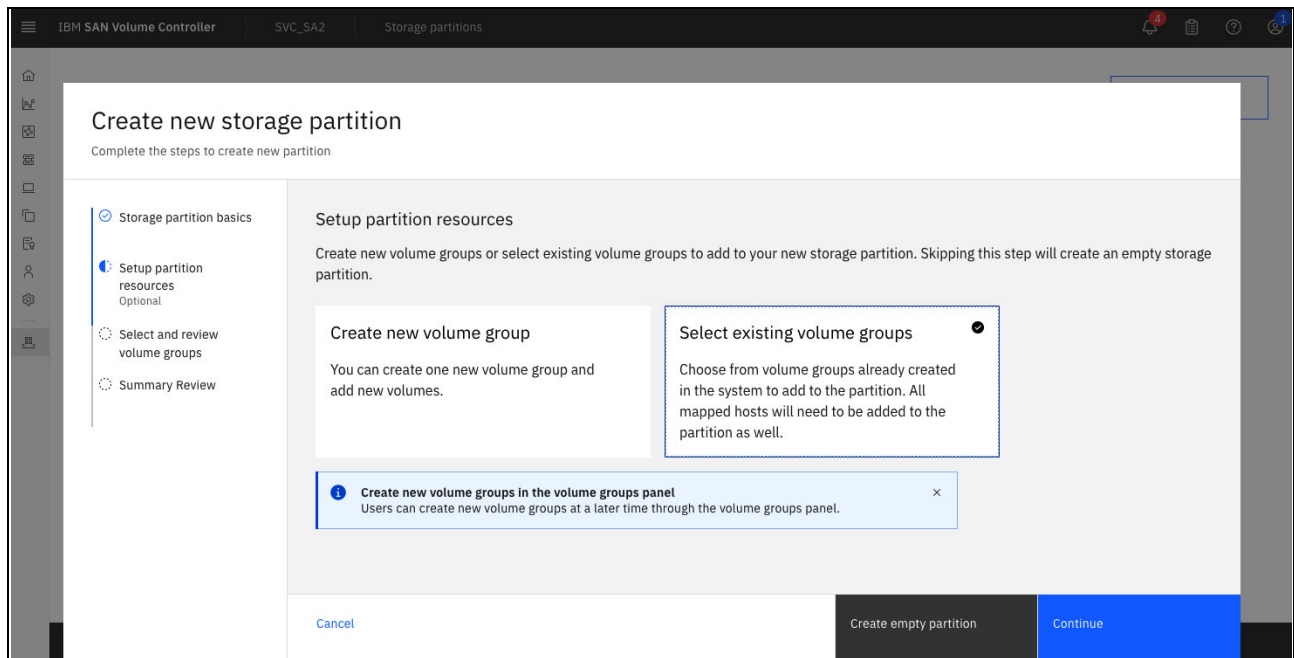 IBM SAN Volume Controller
SVC_SA2
Storage partitions
4
1
Create new storage partition
Complete the steps to create new partition
Storage partition basics
Setup partition
resources
Optional
Select and review
volume groups
Summary Review
Setup partition resources
Create new volume groups or select existing volume groups to add to your new storage partition. Skipping this step will create an empty storage
partition.
Create new volume group
You can create one new volume group and
add new volumes.
Select existing volume groups
Choose from volume groups already created
in the system to add to the partition. All
mapped hosts will need to be added to the
partition as well.
Create new volume groups in the volume groups panel
Users can create new volume groups at a later time through the volume groups panel.
Cancel
Create empty partition
Continue